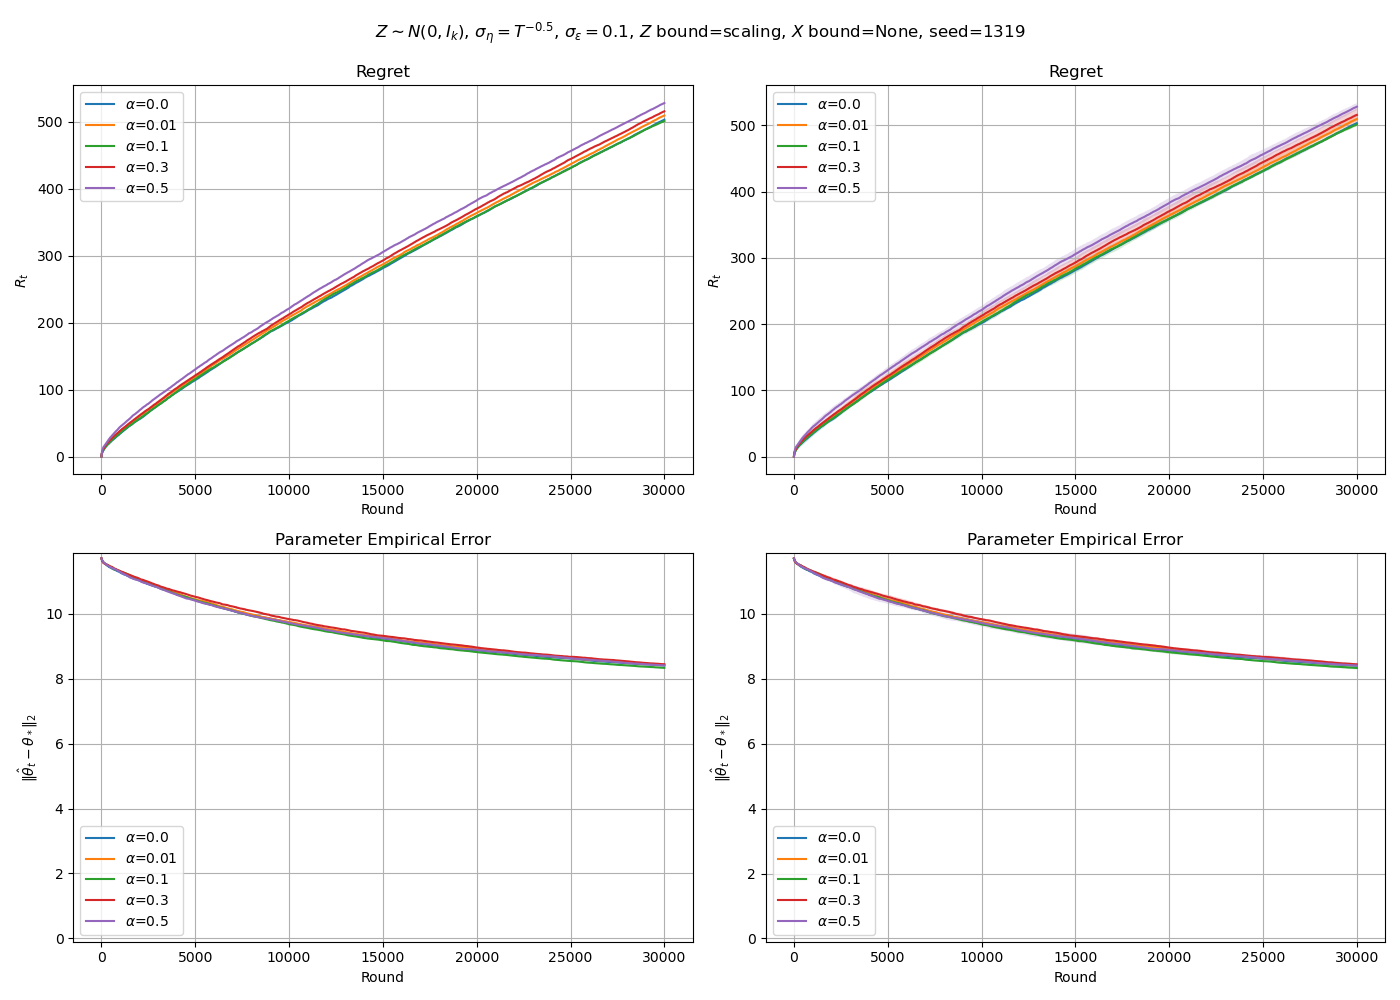 Z ∼ N(0, I_k), σ_η = T^{−0.5}, σ_ε = 0.1, Z bound=scaling, X bound=None, seed=1319
Regret
R_t
500
400
300
200
100
0
α=0.0
α=0.01
α=0.1
α=0.3
α=0.5
0 5000 10000 15000 20000 25000 30000
Round
Regret
R_t
500
400
300
200
100
0
α=0.0
α=0.01
α=0.1
α=0.3
α=0.5
0 5000 10000 15000 20000 25000 30000
Round
Parameter Empirical Error
‖θ̂_t − θ_*‖_2
10
8
6
4
2
0
α=0.0
α=0.01
α=0.1
α=0.3
α=0.5
0 5000 10000 15000 20000 25000 30000
Round
Parameter Empirical Error
‖θ̂_t − θ_*‖_2
10
8
6
4
2
0
α=0.0
α=0.01
α=0.1
α=0.3
α=0.5
0 5000 10000 15000 20000 25000 30000
Round